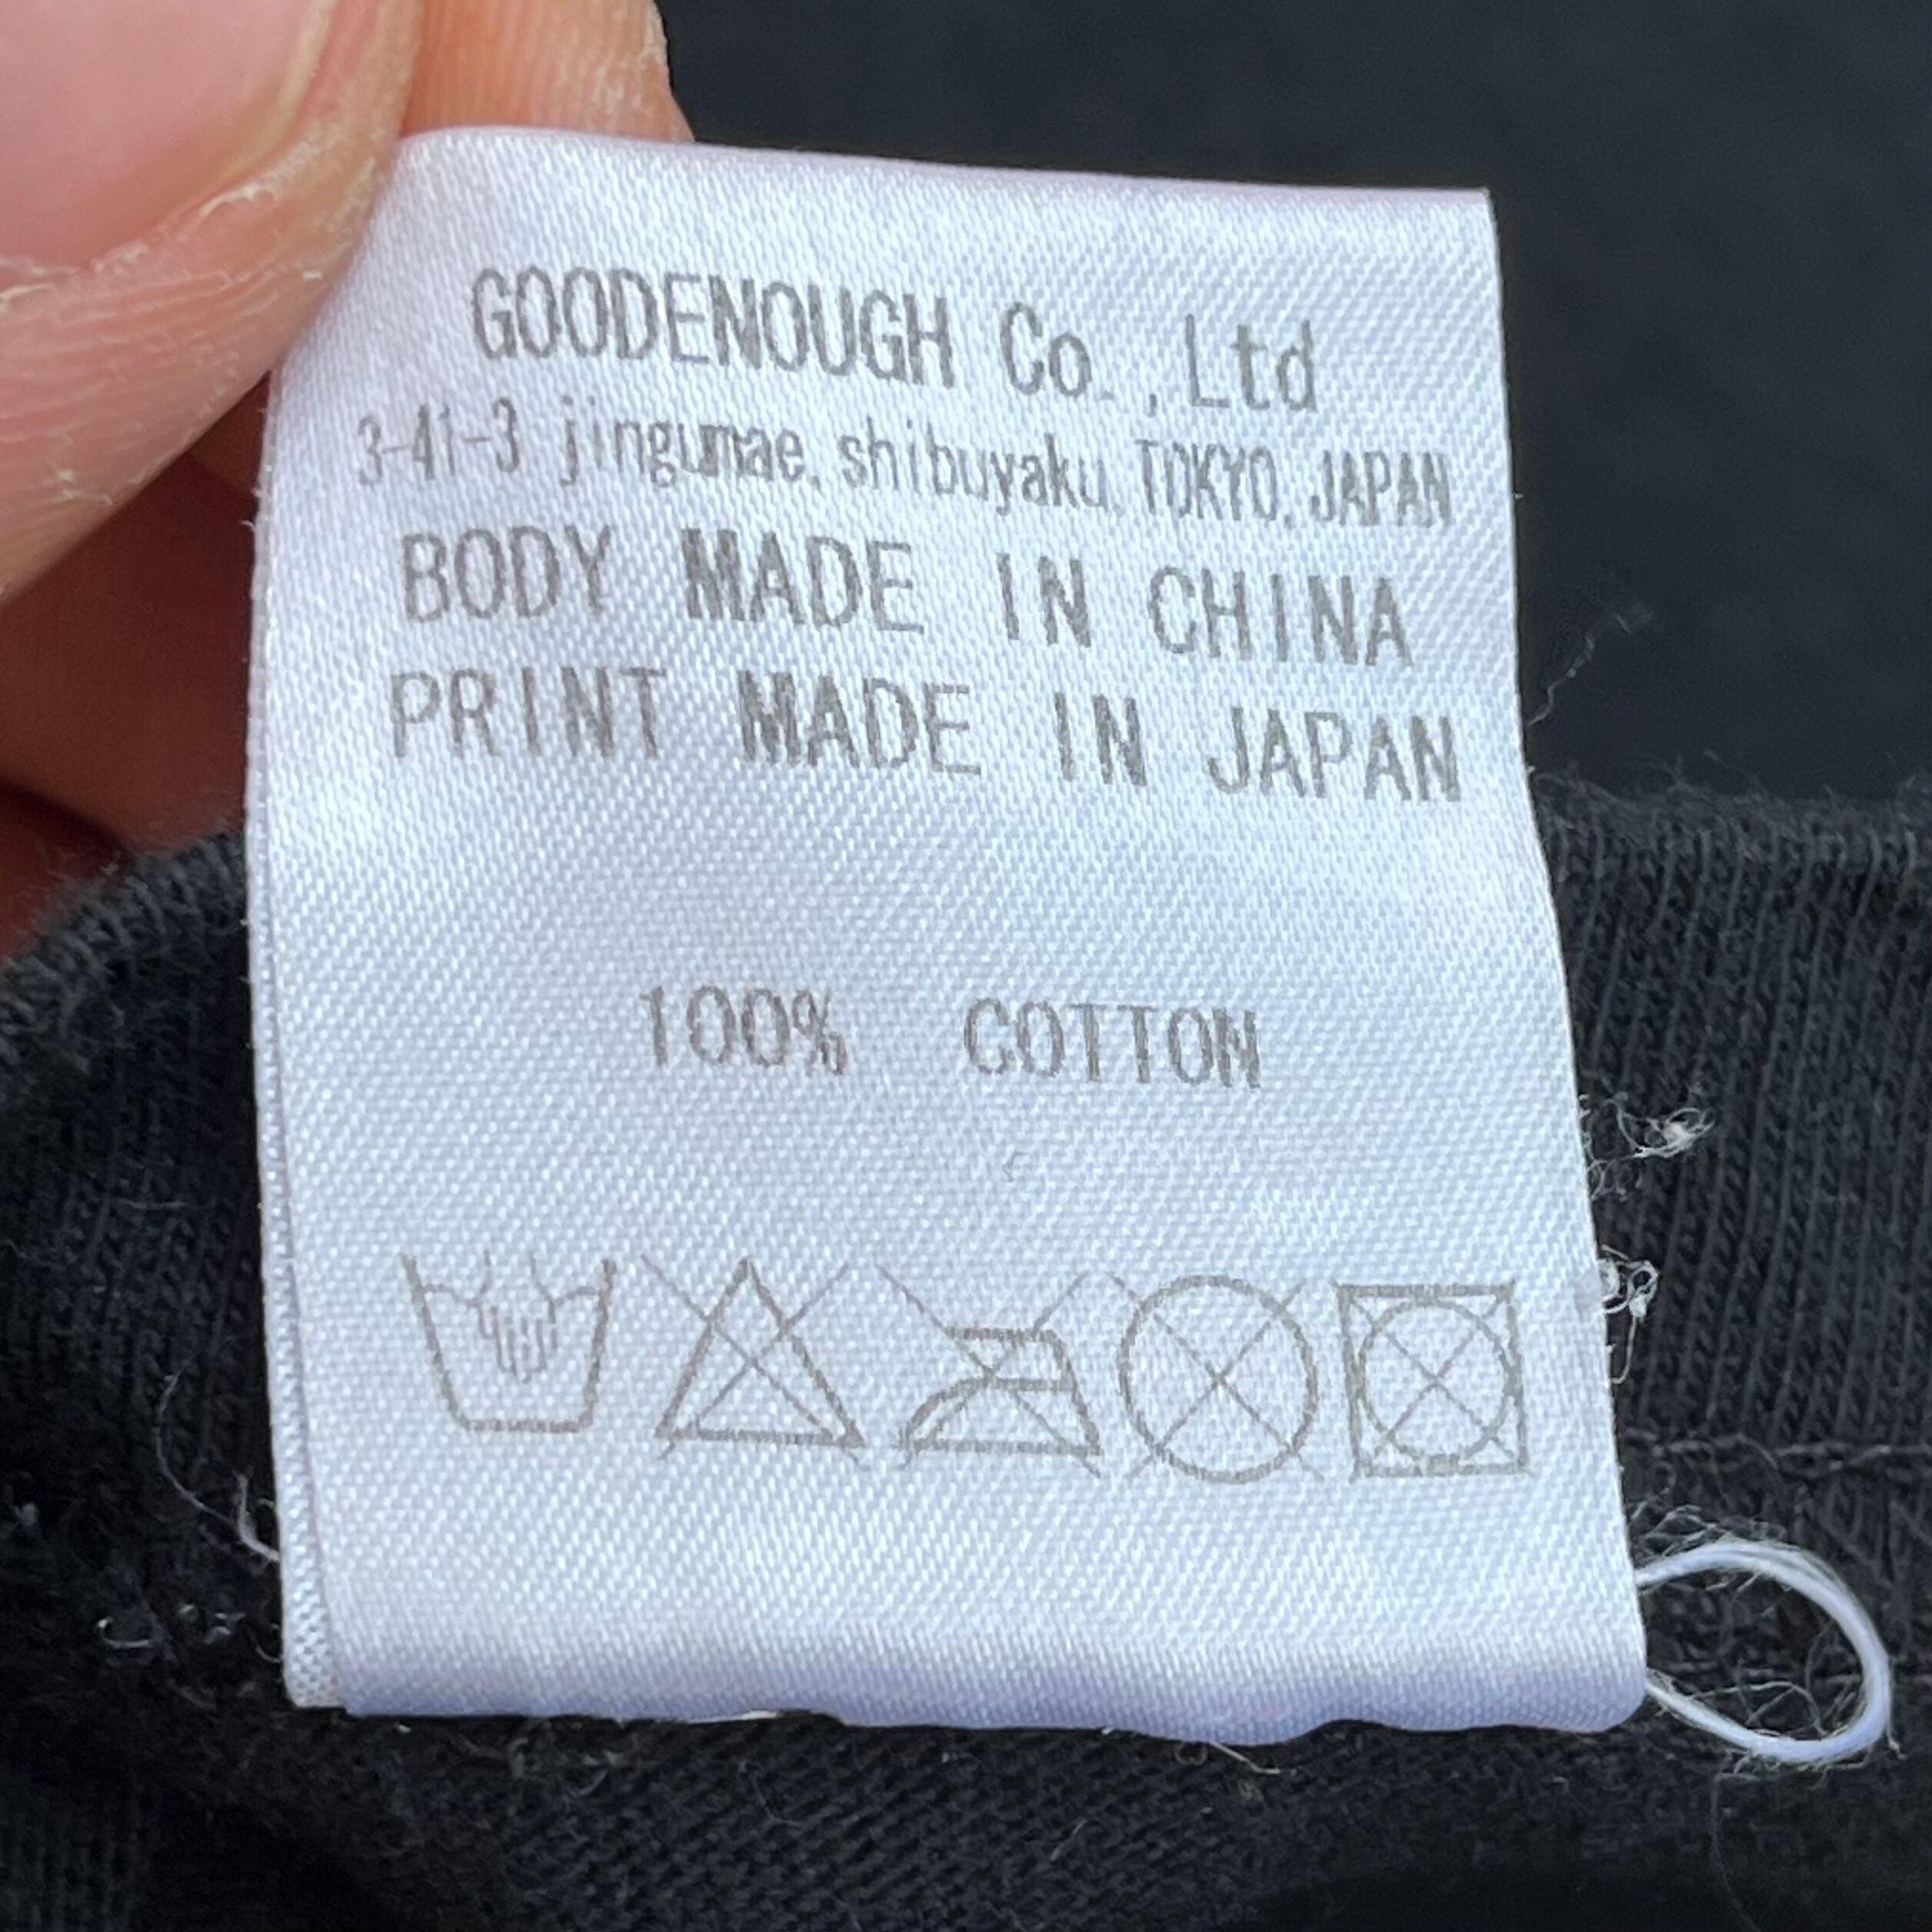 GOODENOUGH Co.,Ltd
3-41-3 jingumae, shibuyaku, TOKYO, JAPAN
BODY MADE IN CHINA
PRINT MADE IN JAPAN
100% COTTON